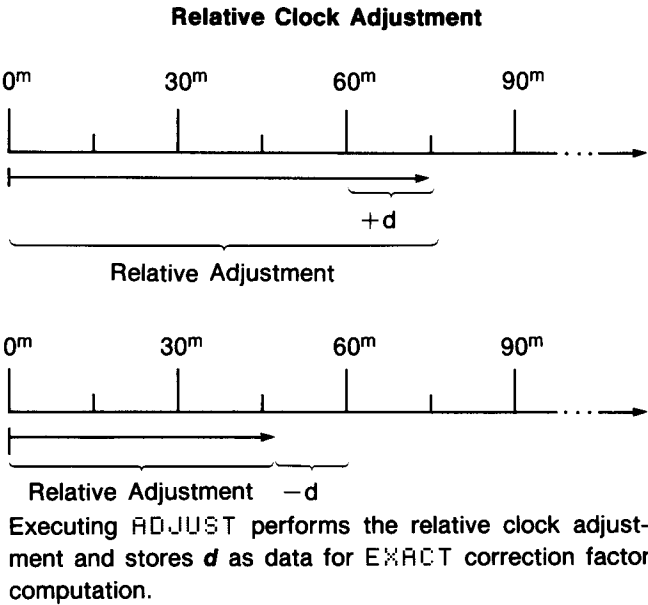 Relative Clock Adjustment
0m 30m 60m 90m
+d
Relative Adjustment
0m 30m 60m 90m
Relative Adjustment −d
Executing ADJUST performs the relative clock adjust-
ment and stores d as data for EXACT correction factor
computation.